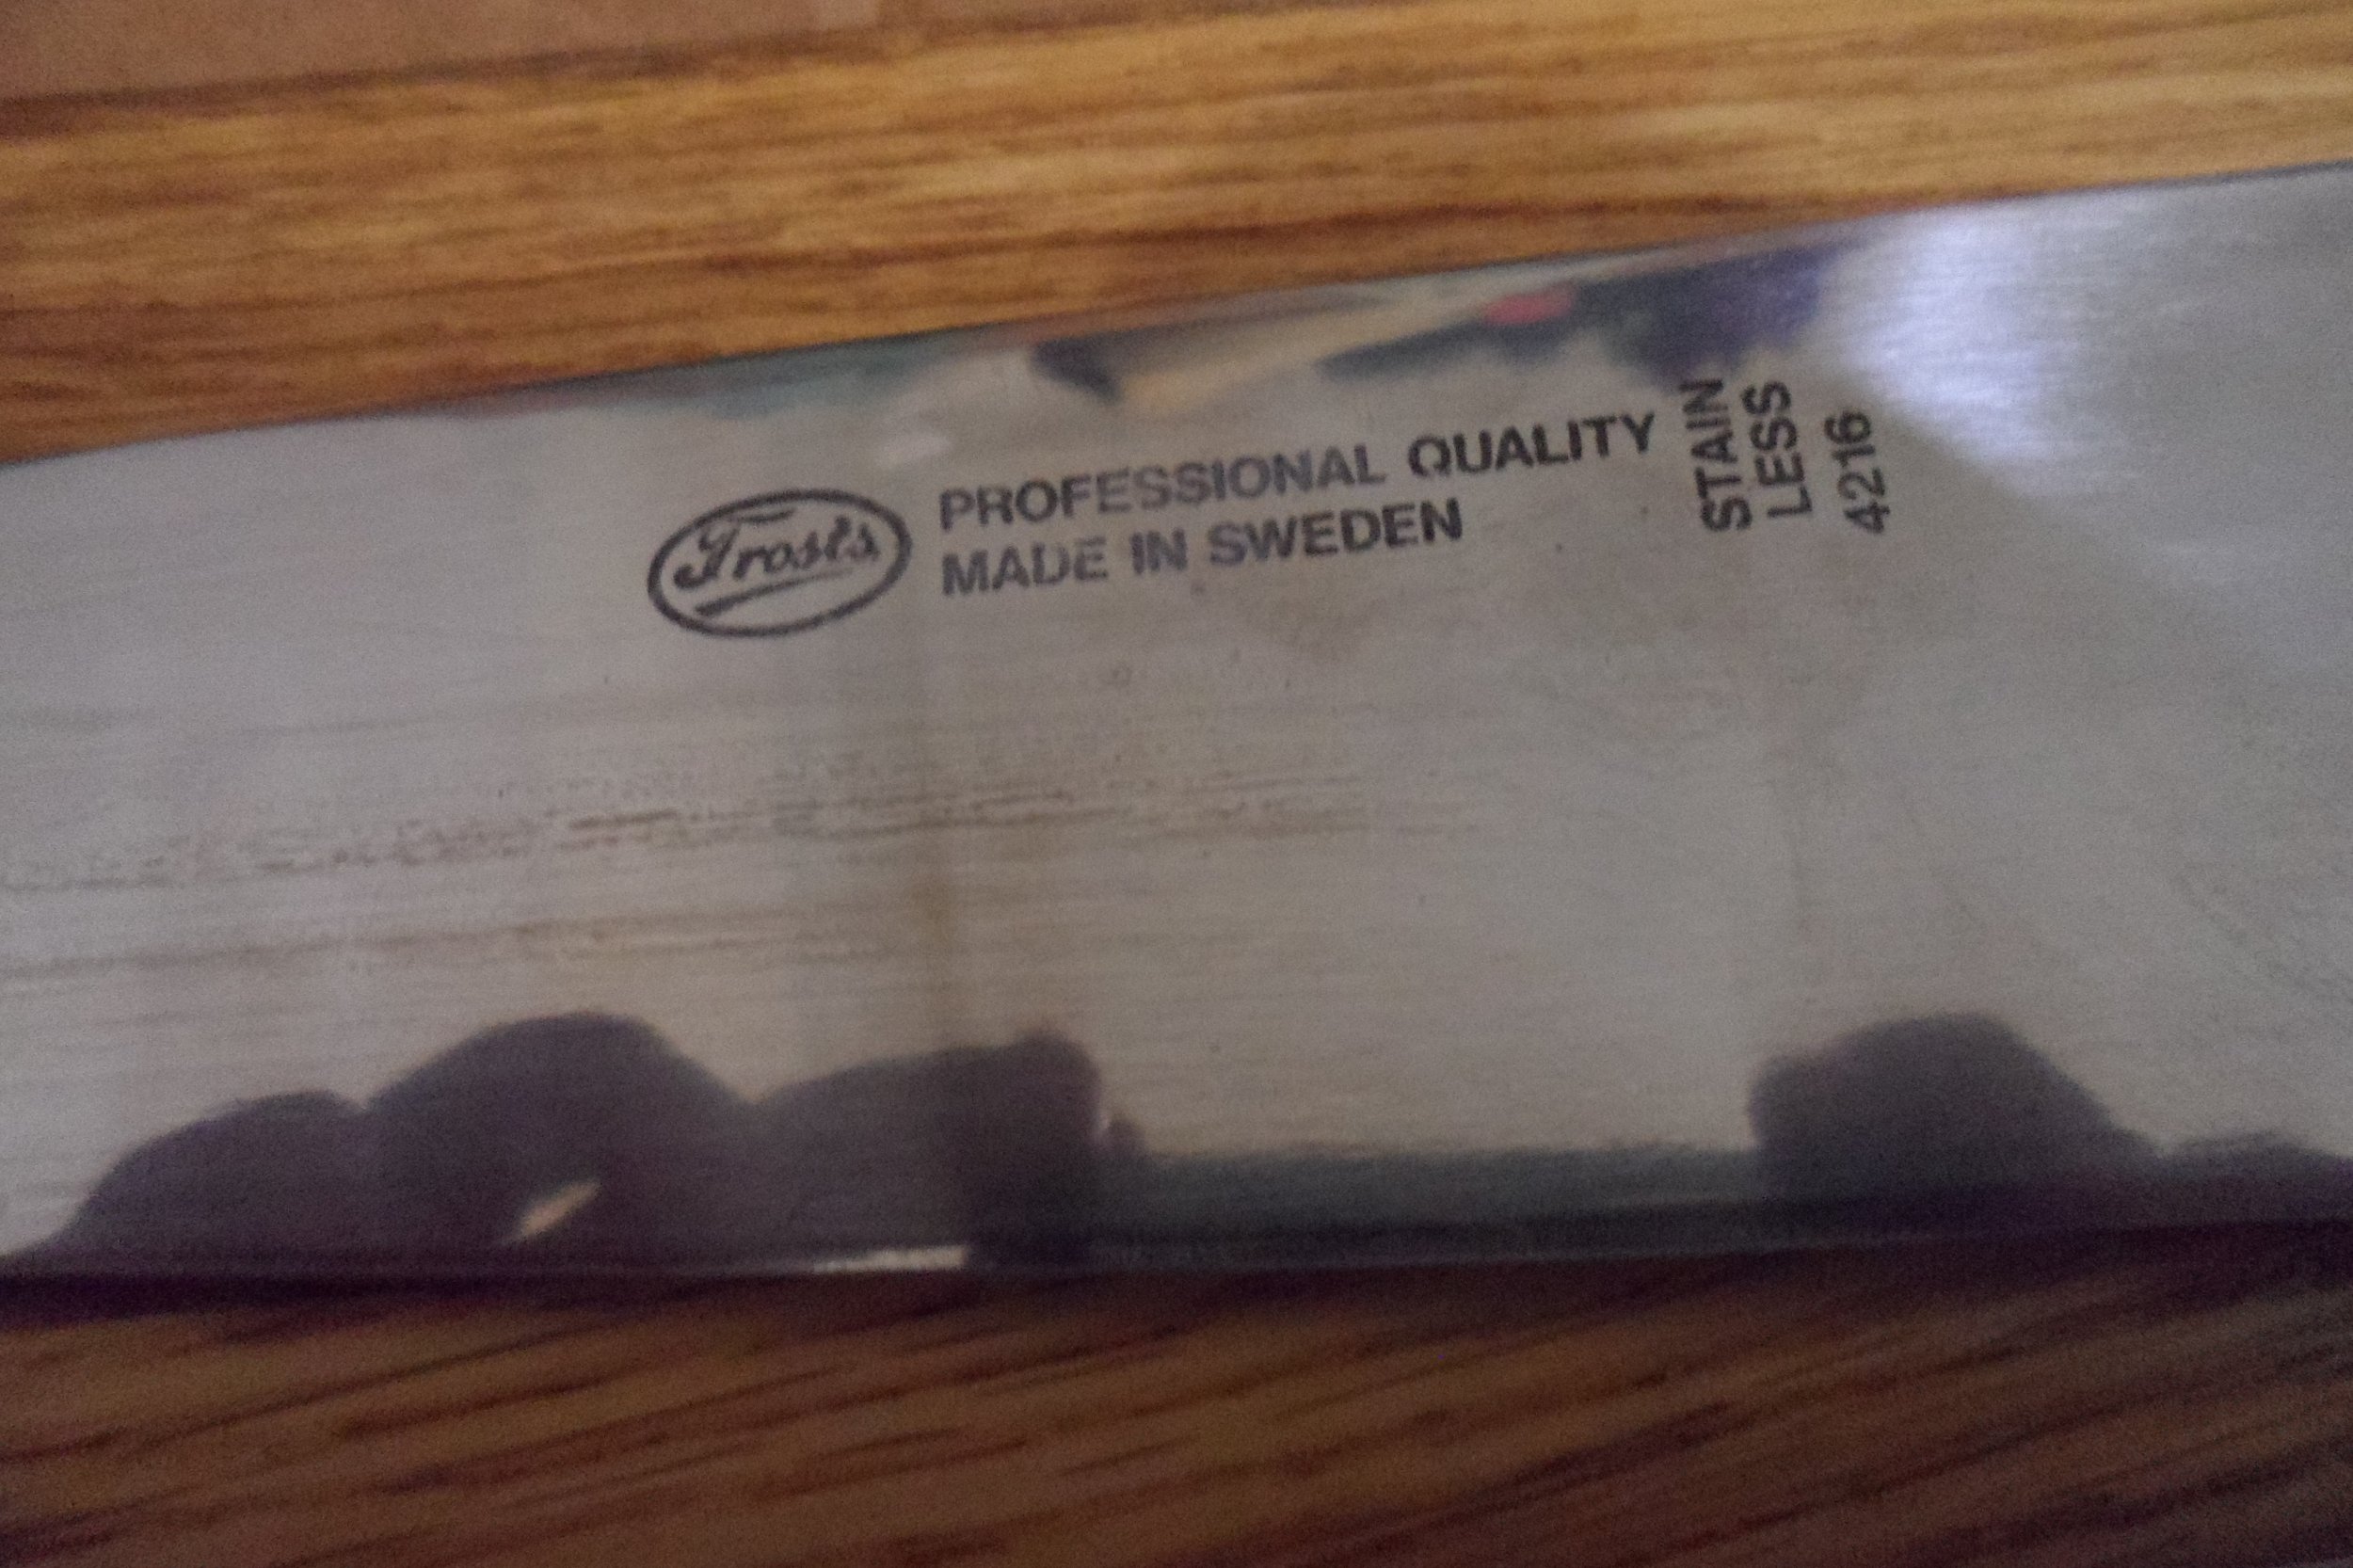 Frosts
PROFESSIONAL QUALITY
MADE IN SWEDEN
STAIN
LESS
4216